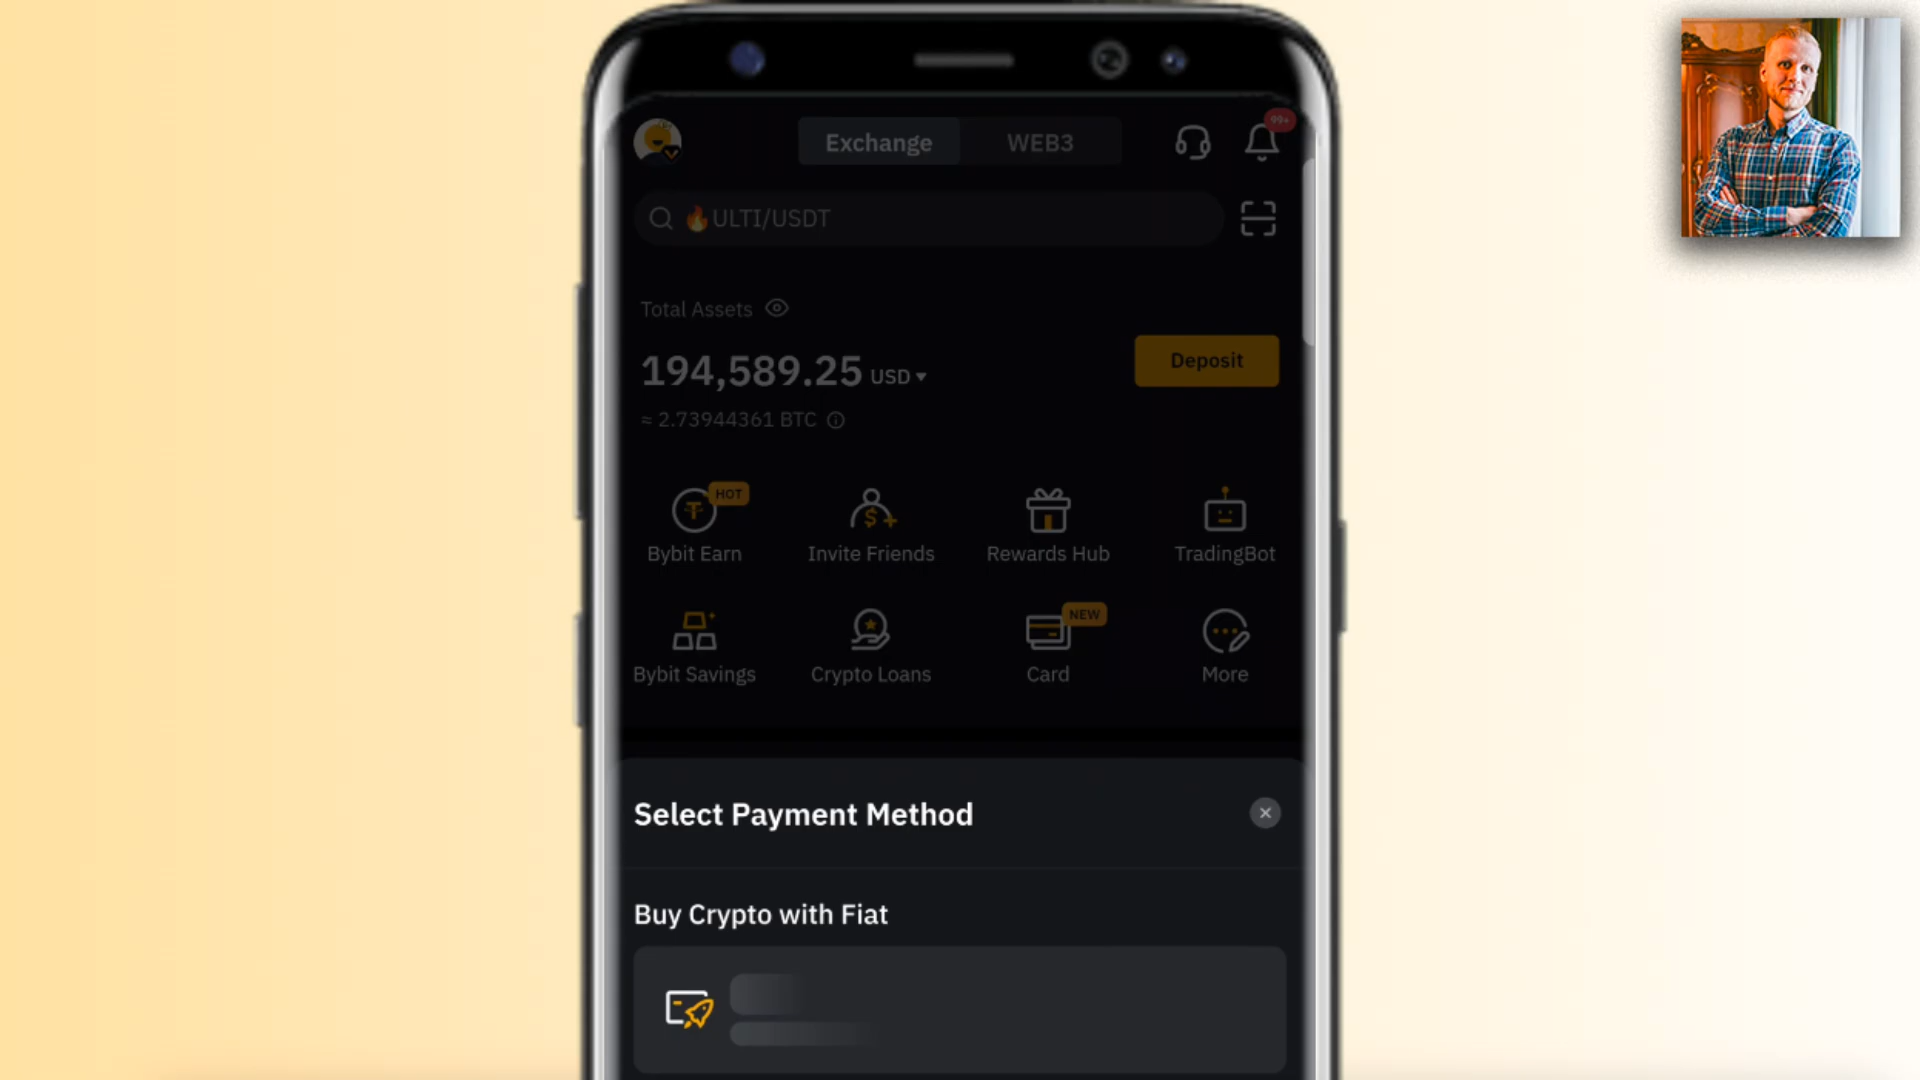 Exchange WEB3 99+
ULTI/USDT
Total Assets
194,589.25 USD
Deposit
≈ 2.73944361 BTC
HOT
Bybit Earn Invite Friends Rewards Hub TradingBot
NEW
Bybit Savings Crypto Loans Card More
Select Payment Method
Buy Crypto with Fiat